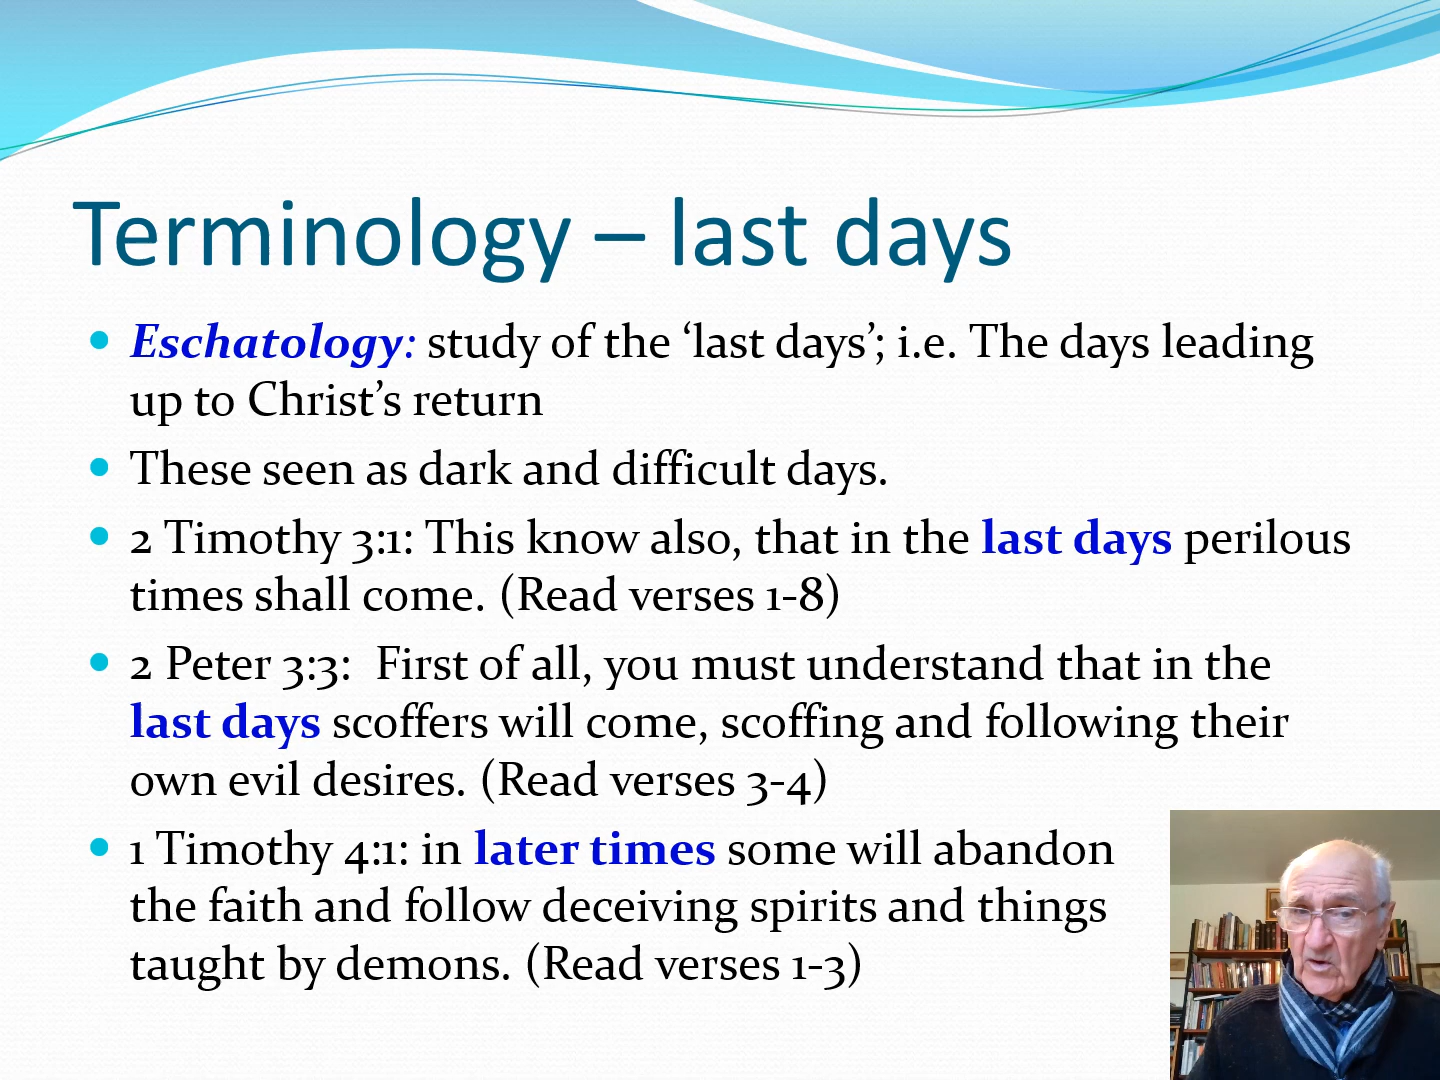 Terminology – last days
Eschatology: study of the ‘last days’; i.e. The days leading
up to Christ’s return
These seen as dark and difficult days.
2 Timothy 3:1: This know also, that in the last days perilous
times shall come. (Read verses 1-8)
2 Peter 3:3:  First of all, you must understand that in the
last days scoffers will come, scoffing and following their
own evil desires. (Read verses 3-4)
1 Timothy 4:1: in later times some will abandon
the faith and follow deceiving spirits and things
taught by demons. (Read verses 1-3)